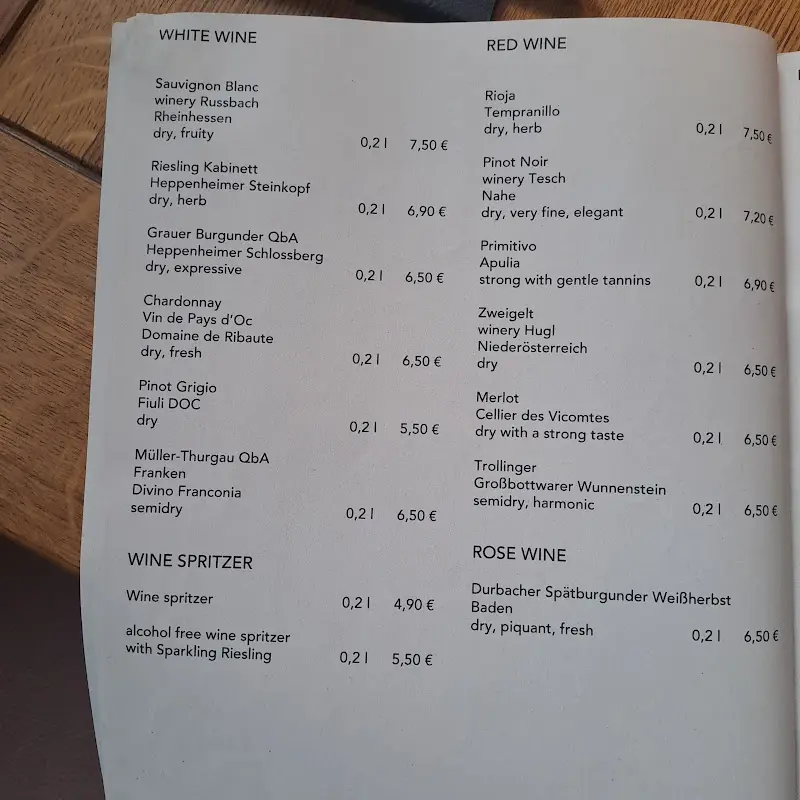 WHITE WINE
Sauvignon Blanc
winery Russbach
Rheinhessen
dry, fruity 0,2 l 7,50 €
Riesling Kabinett
Heppenheimer Steinkopf
dry, herb 0,2 l 6,90 €
Grauer Burgunder QbA
Heppenheimer Schlossberg
dry, expressive 0,2 l 6,50 €
Chardonnay
Vin de Pays d'Oc
Domaine de Ribaute
dry, fresh 0,2 l 6,50 €
Pinot Grigio
Fiuli DOC
dry 0,2 l 5,50 €
Müller-Thurgau QbA
Franken
Divino Franconia
semidry 0,2 l 6,50 €
WINE SPRITZER
Wine spritzer 0,2 l 4,90 €
alcohol free wine spritzer
with Sparkling Riesling 0,2 l 5,50 €
RED WINE
Rioja
Tempranillo
dry, herb 0,2 l 7,50 €
Pinot Noir
winery Tesch
Nahe
dry, very fine, elegant 0,2 l 7,20 €
Primitivo
Apulia
strong with gentle tannins 0,2 l 6,90 €
Zweigelt
winery Hugl
Niederösterreich
dry 0,2 l 6,50 €
Merlot
Cellier des Vicomtes
dry with a strong taste 0,2 l 6,50 €
Trollinger
Großbottwarer Wunnenstein
semidry, harmonic 0,2 l 6,50 €
ROSE WINE
Durbacher Spätburgunder Weißherbst
Baden
dry, piquant, fresh 0,2 l 6,50 €